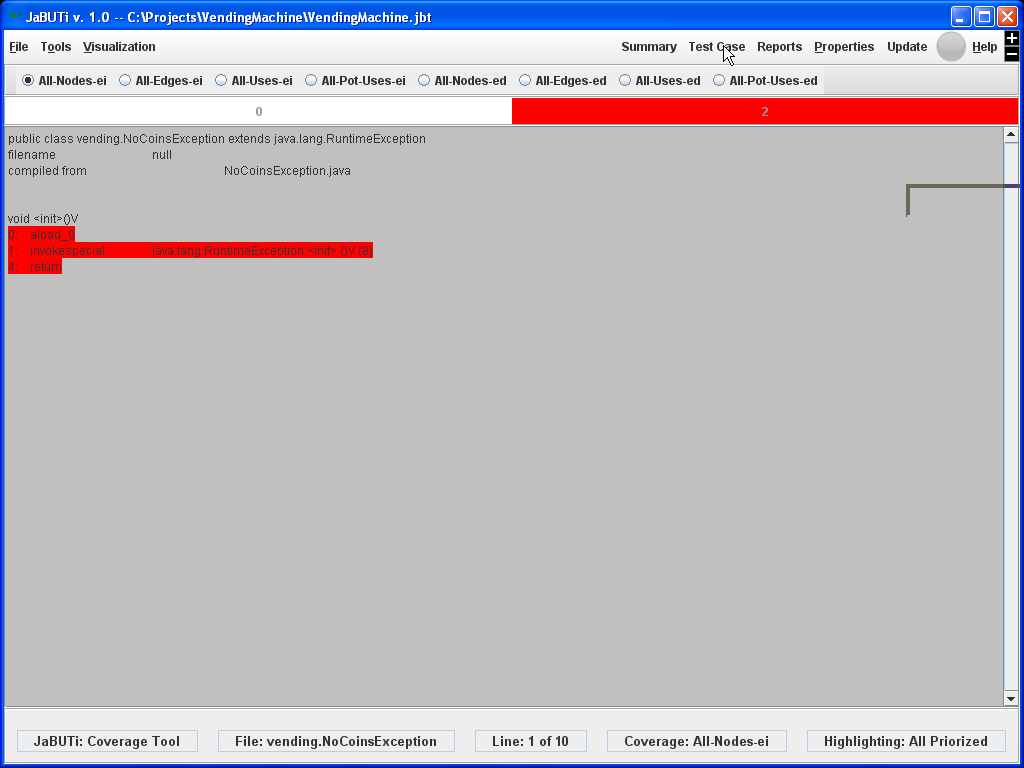 JaBUTi v. 1.0 -- C:\Projects\VendingMachine\VendingMachine.jbt
File Tools Visualization Summary Test Case Reports Properties Update Help
All-Nodes-ei All-Edges-ei All-Uses-ei All-Pot-Uses-ei All-Nodes-ed All-Edges-ed All-Uses-ed All-Pot-Uses-ed
0 2
public class vending.NoCoinsException extends java.lang.RuntimeException
filename null
compiled from NoCoinsException.java
void <init>()V
0: aload_0
1: invokespecial java.lang.RuntimeException.<init> ()V (8)
4: return
JaBUTi: Coverage Tool File: vending.NoCoinsException Line: 1 of 10 Coverage: All-Nodes-ei Highlighting: All Priorized